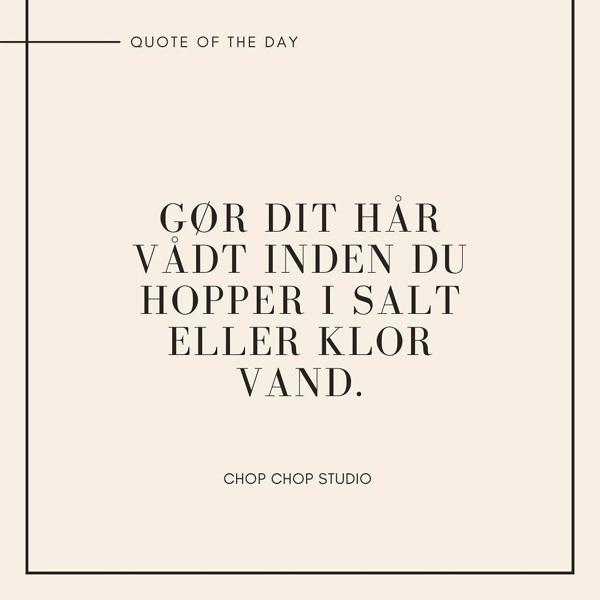 QUOTE OF THE DAY
GØR DIT HÅR
VÅDT INDEN DU
HOPPER I SALT
ELLER KLOR
VAND.
CHOP CHOP STUDIO